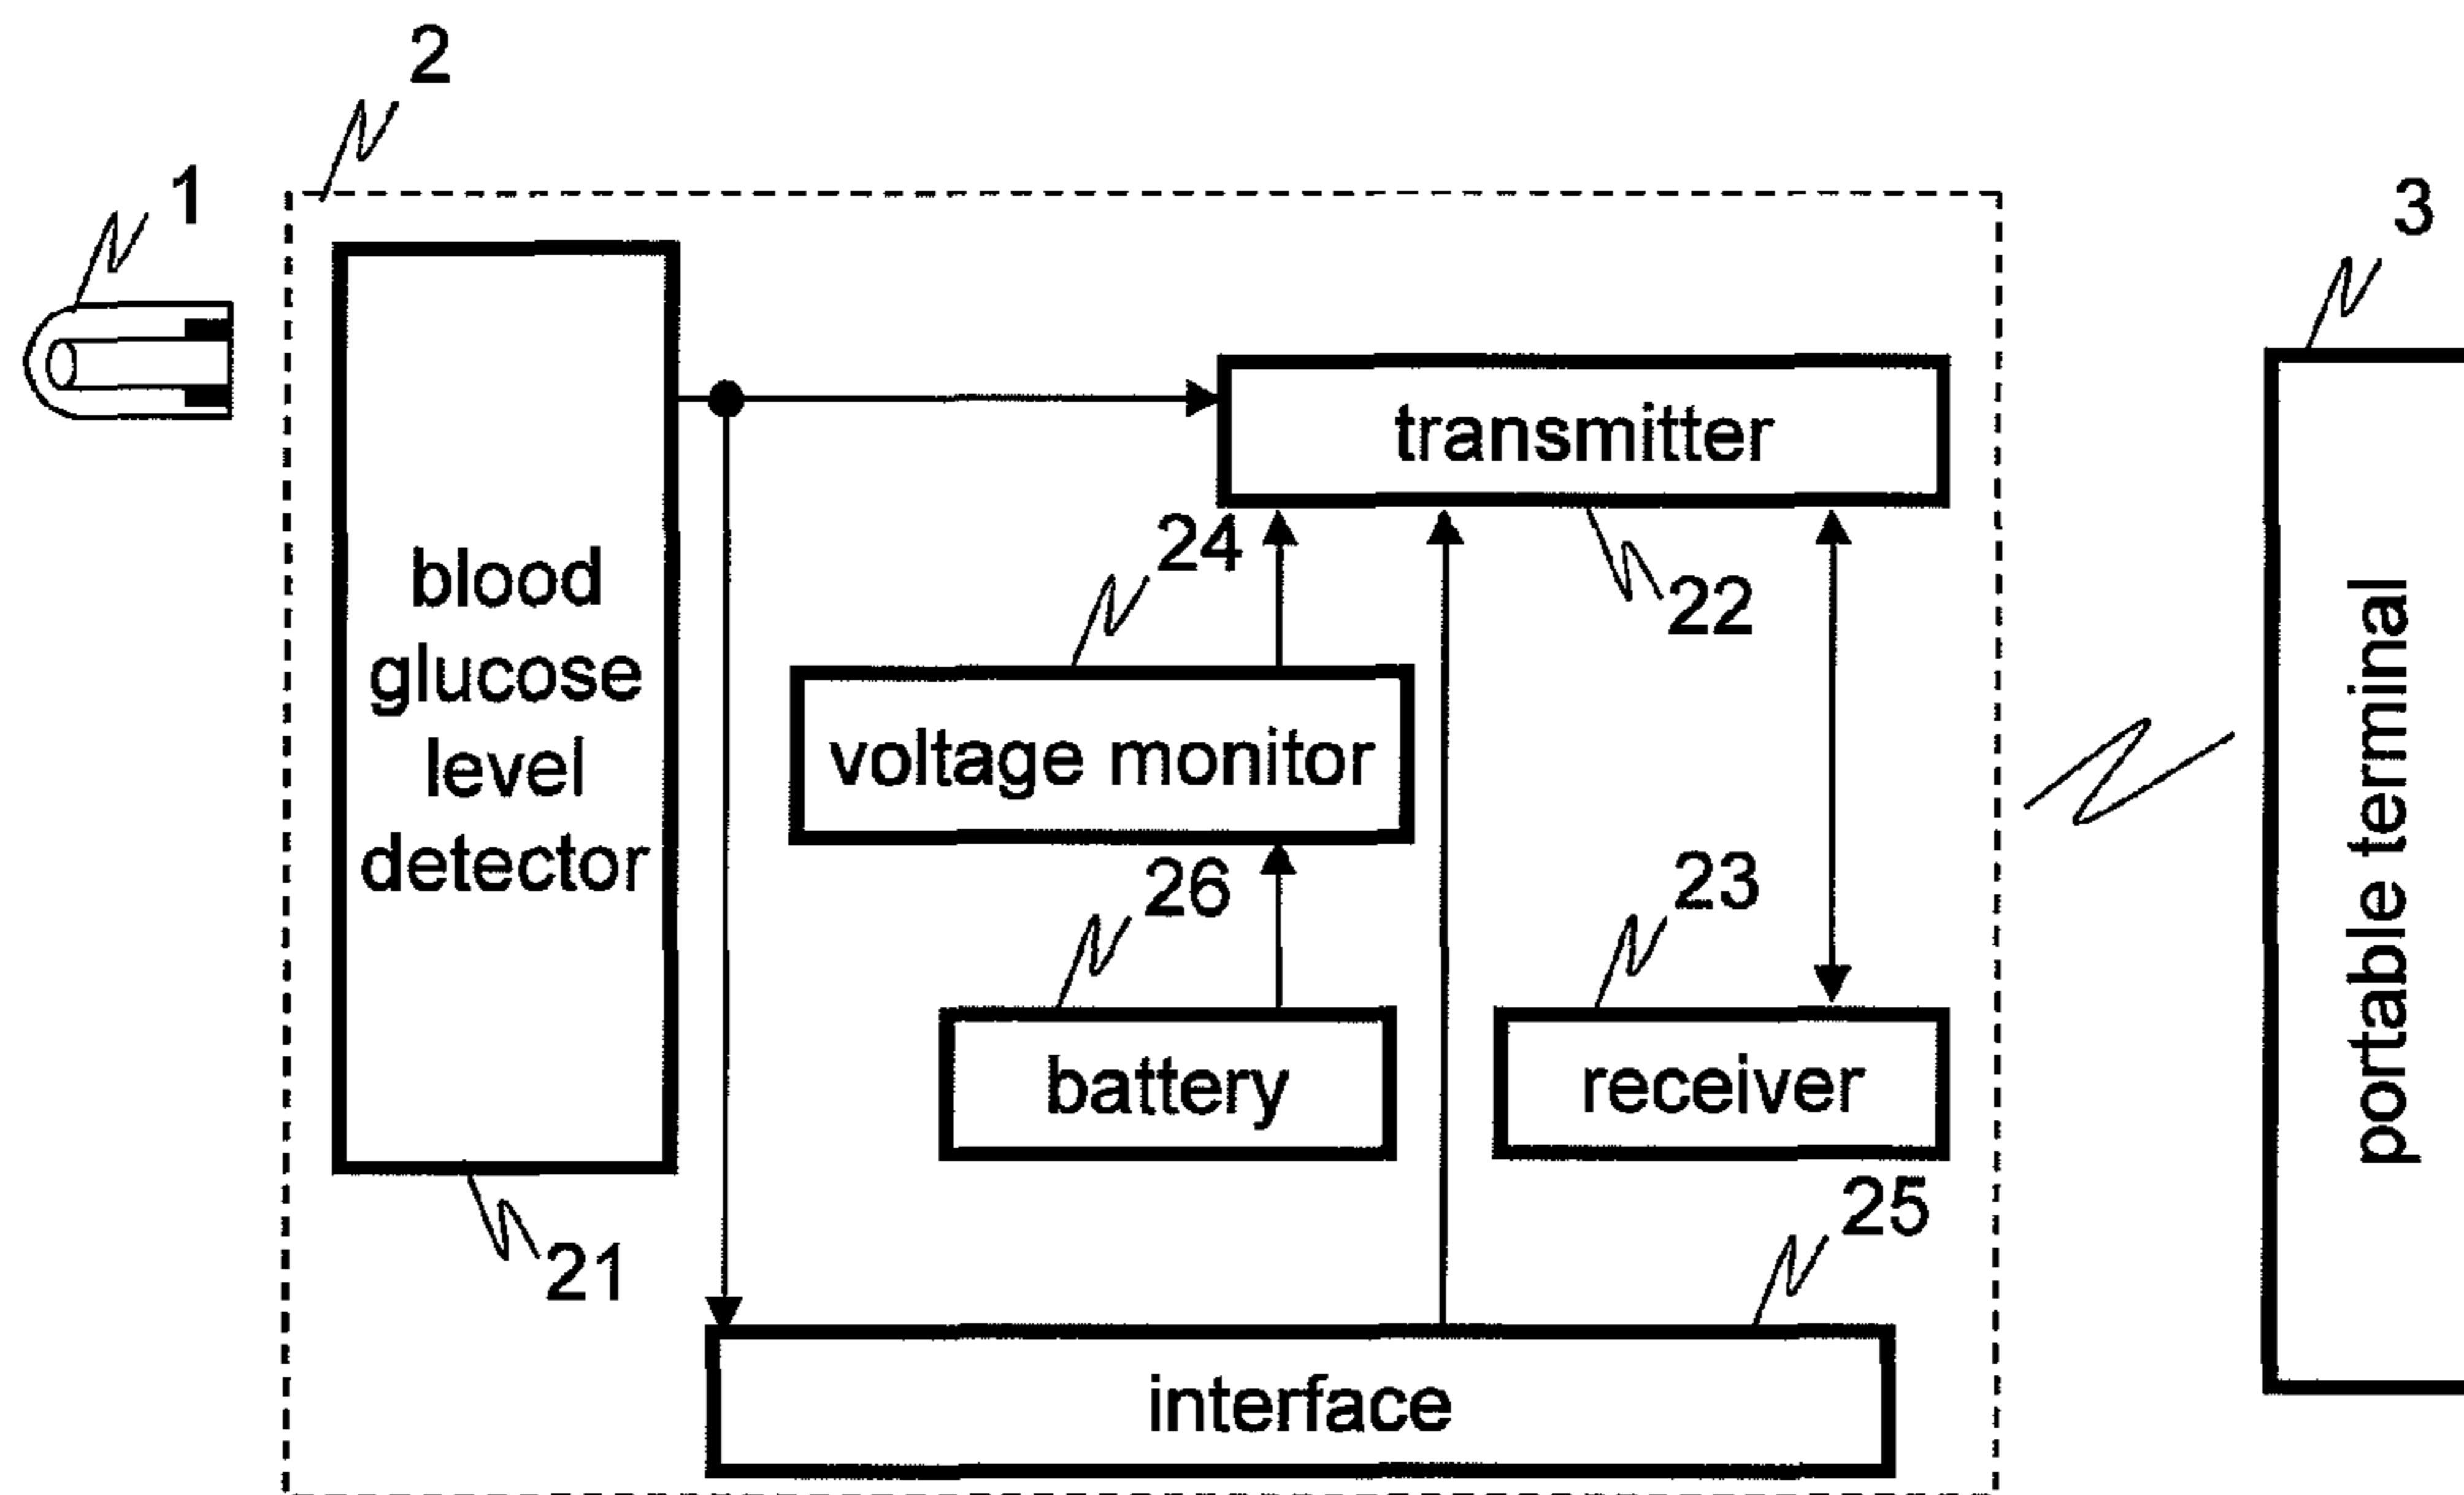 2
1
3
transmitter
24
22
blood
glucose
level
detector
voltage monitor
portable terminal
26
23
battery
receiver
25
21
interface